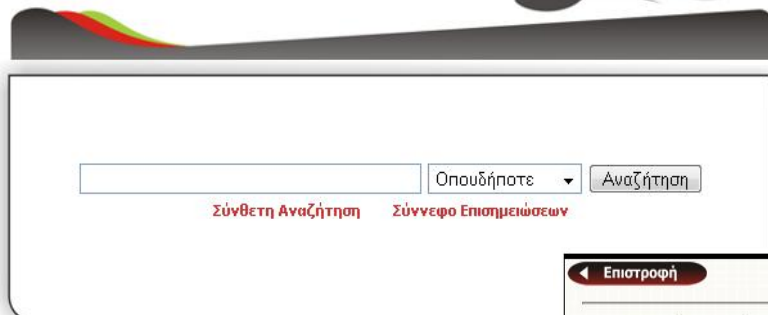 Οπουδήποτε Αναζήτηση
Σύνθετη Αναζήτηση Σύννεφο Επισημειώσεων
Επιστροφή